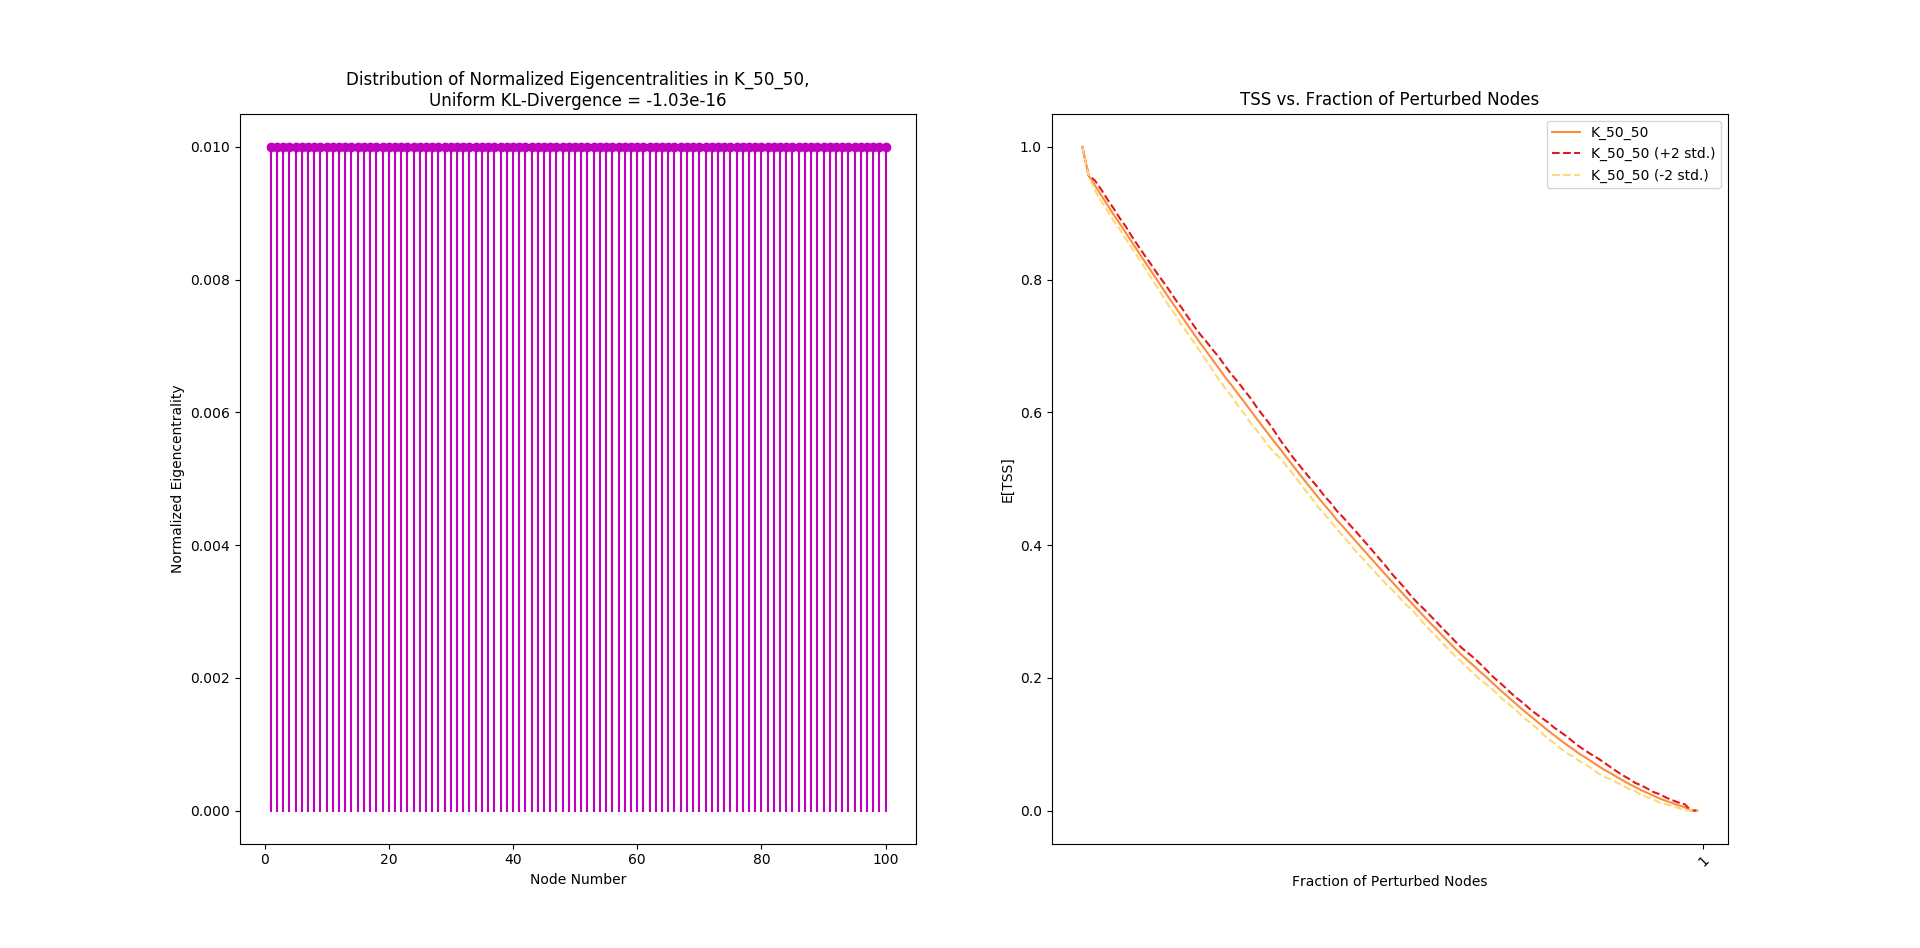 Distribution of Normalized Eigencentralities in K_50_50,
Uniform KL-Divergence = -1.03e-16
0.010
0.008
0.006
0.004
0.002
0.000
Normalized Eigencentrality
0 20 40 60 80 100
Node Number
TSS vs. Fraction of Perturbed Nodes
K_50_50
K_50_50 (+2 std.)
K_50_50 (-2 std.)
1.0
0.8
0.6
0.4
0.2
0.0
E[TSS]
1
Fraction of Perturbed Nodes